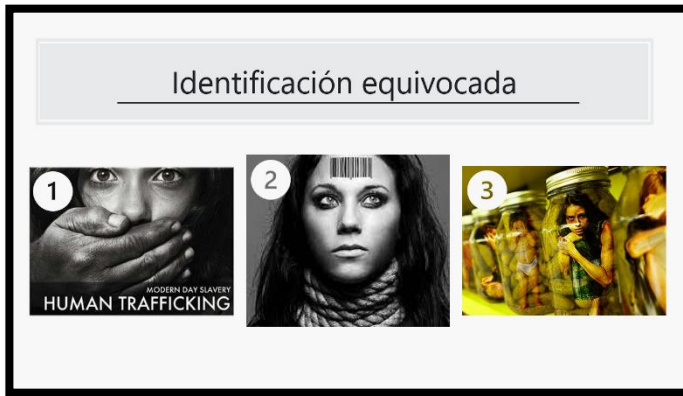 Identificación equivocada
1
MODERN DAY SLAVERY
HUMAN TRAFFICKING
2
3